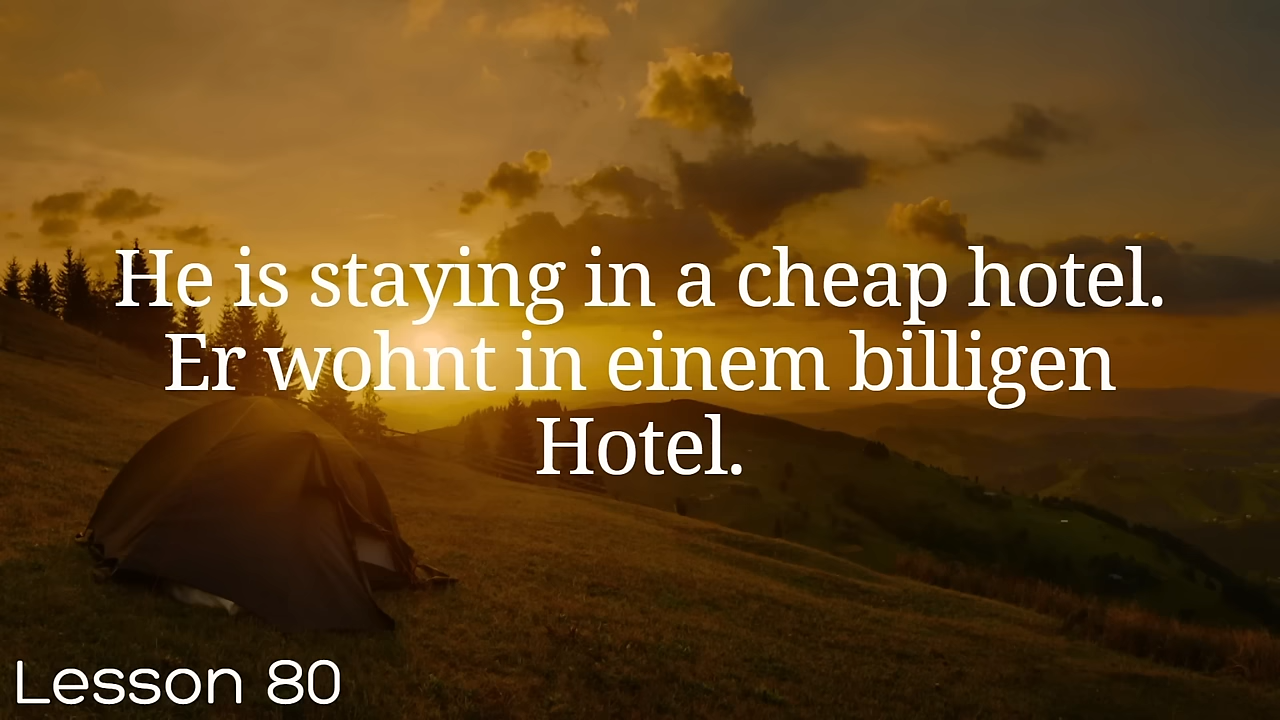 He is staying in a cheap hotel.
Er wohnt in einem billigen
Hotel.
Lesson 80